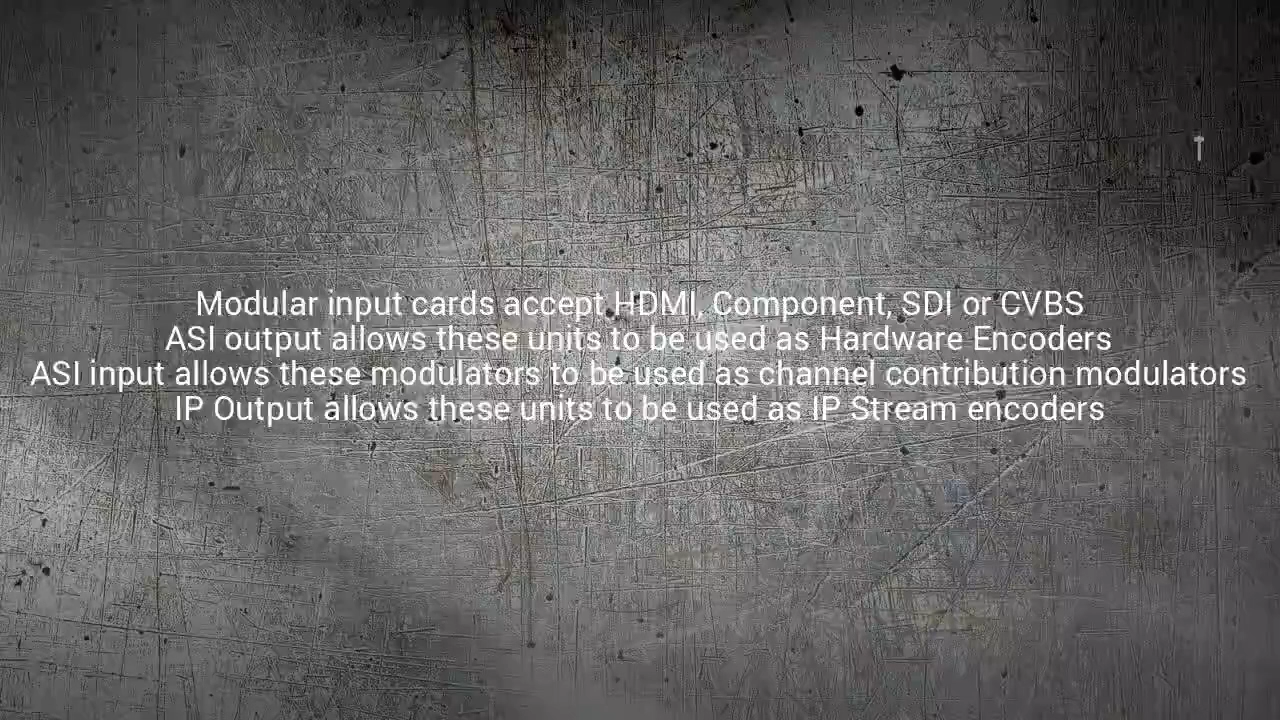 Modular input cards accept HDMI, Component, SDI or CVBS
ASI output allows these units to be used as Hardware Encoders
ASI input allows these modulators to be used as channel contribution modulators
IP Output allows these units to be used as IP Stream encoders